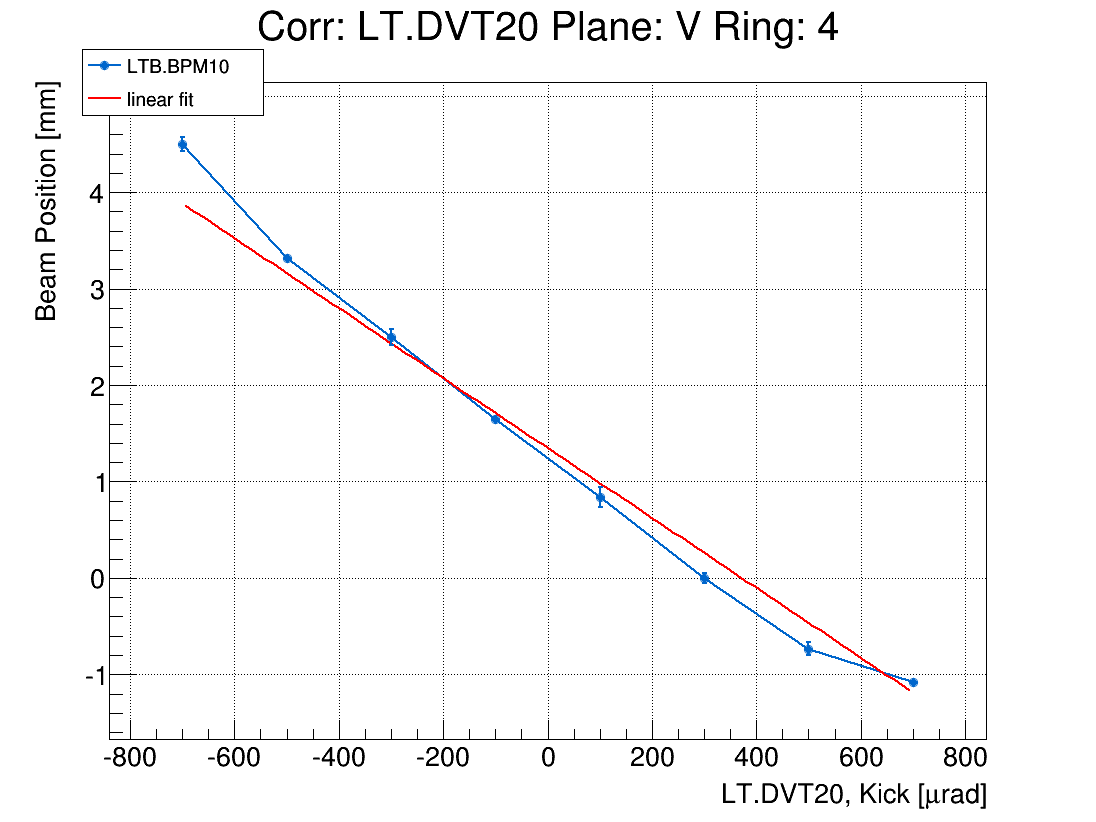 Corr: LT.DVT20 Plane: V Ring: 4
LTB.BPM10
linear fit
Beam Position [mm]
4
3
2
1
0
-1
-800 -600 -400 -200 0 200 400 600 800
LT.DVT20, Kick [μrad]